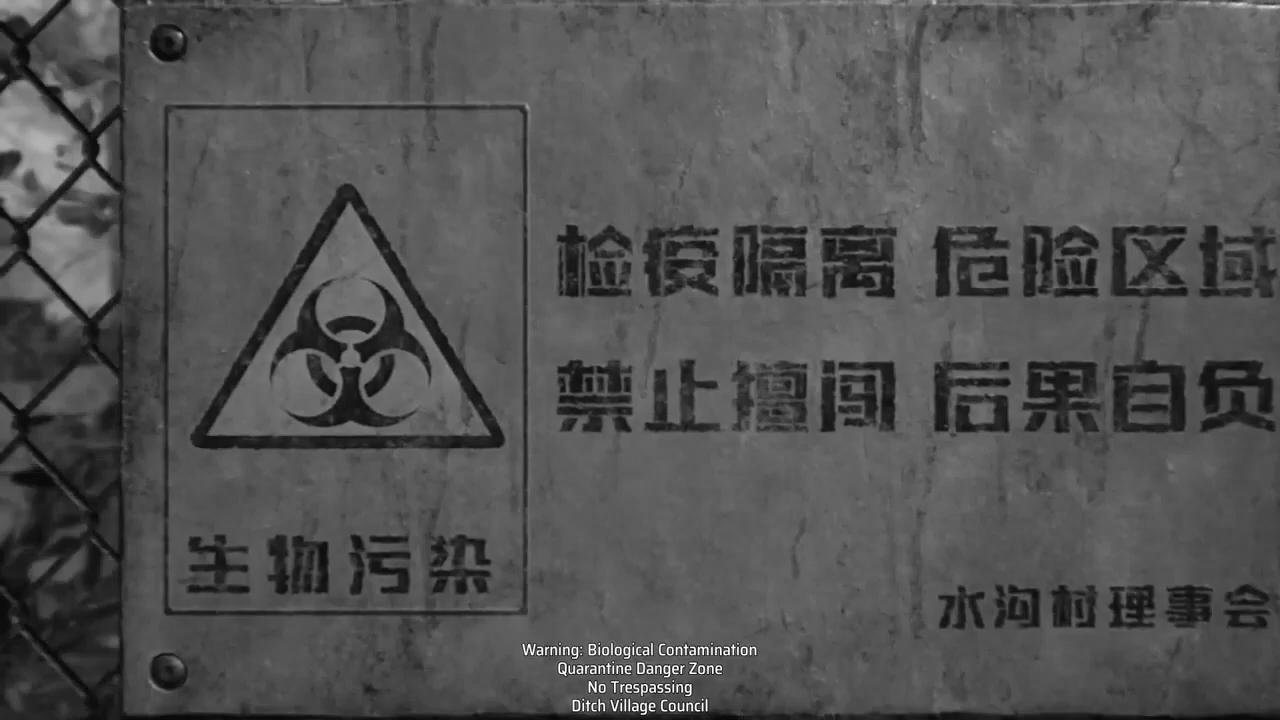 检疫隔离 危险区域
禁止擅闯 后果自负
生物污染
水沟村理事会
Warning: Biological Contamination
Quarantine Danger Zone
No Trespassing
Ditch Village Council